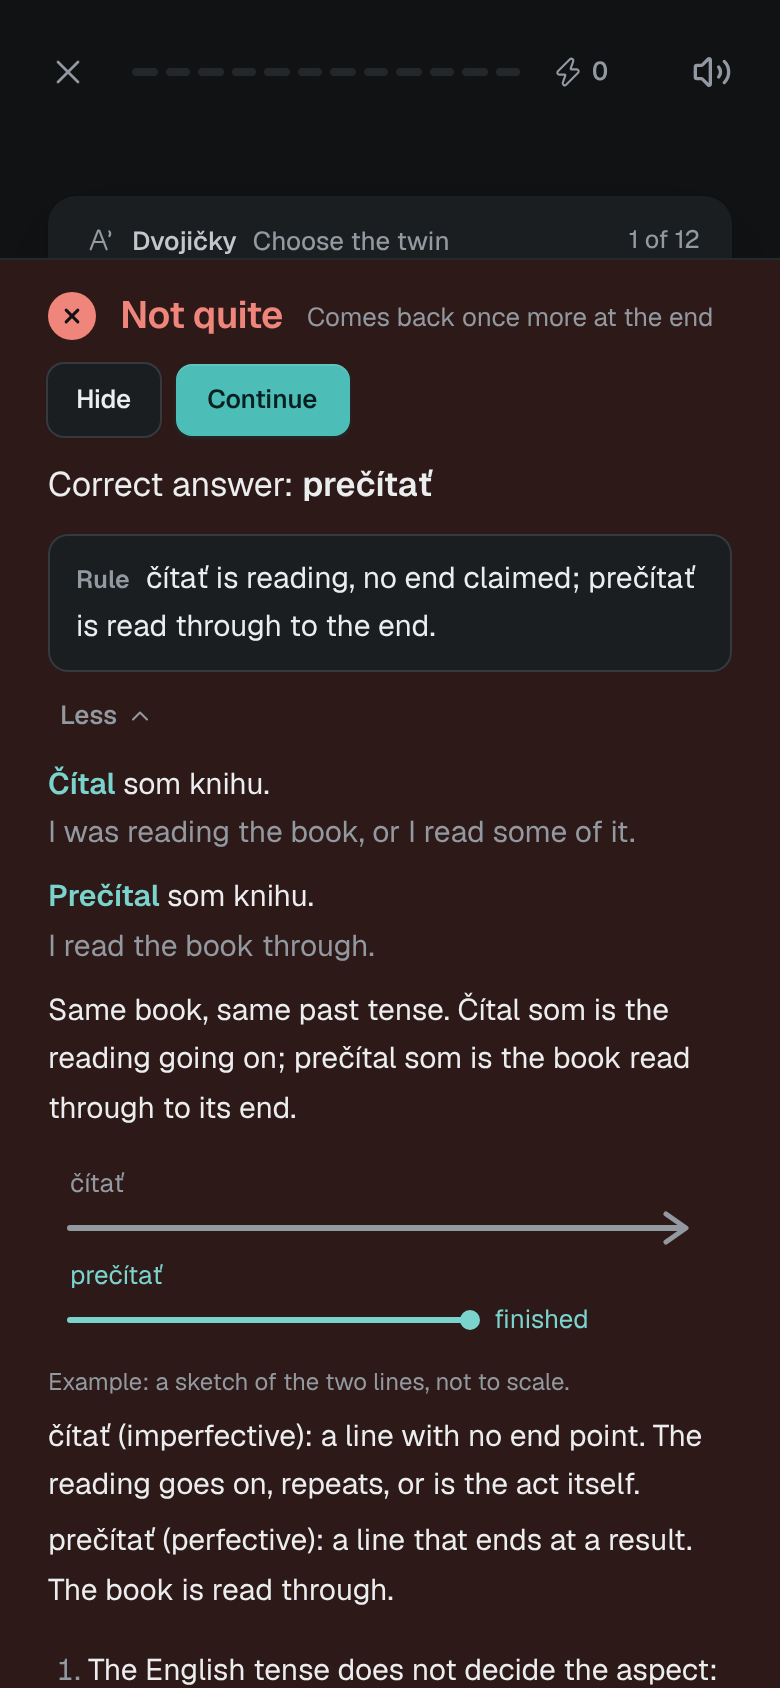 0
Dvojičky Choose the twin 1 of 12
Not quite Comes back once more at the end
Hide Continue
Correct answer: prečítať
Rule čítať is reading, no end claimed; prečítať
is read through to the end.
Less
Čítal som knihu.
I was reading the book, or I read some of it.
Prečítal som knihu.
I read the book through.
Same book, same past tense. Čítal som is the
reading going on; prečítal som is the book read
through to its end.
čítať
prečítať
finished
Example: a sketch of the two lines, not to scale.
čítať (imperfective): a line with no end point. The
reading goes on, repeats, or is the act itself.
prečítať (perfective): a line that ends at a result.
The book is read through.
1. The English tense does not decide the aspect: